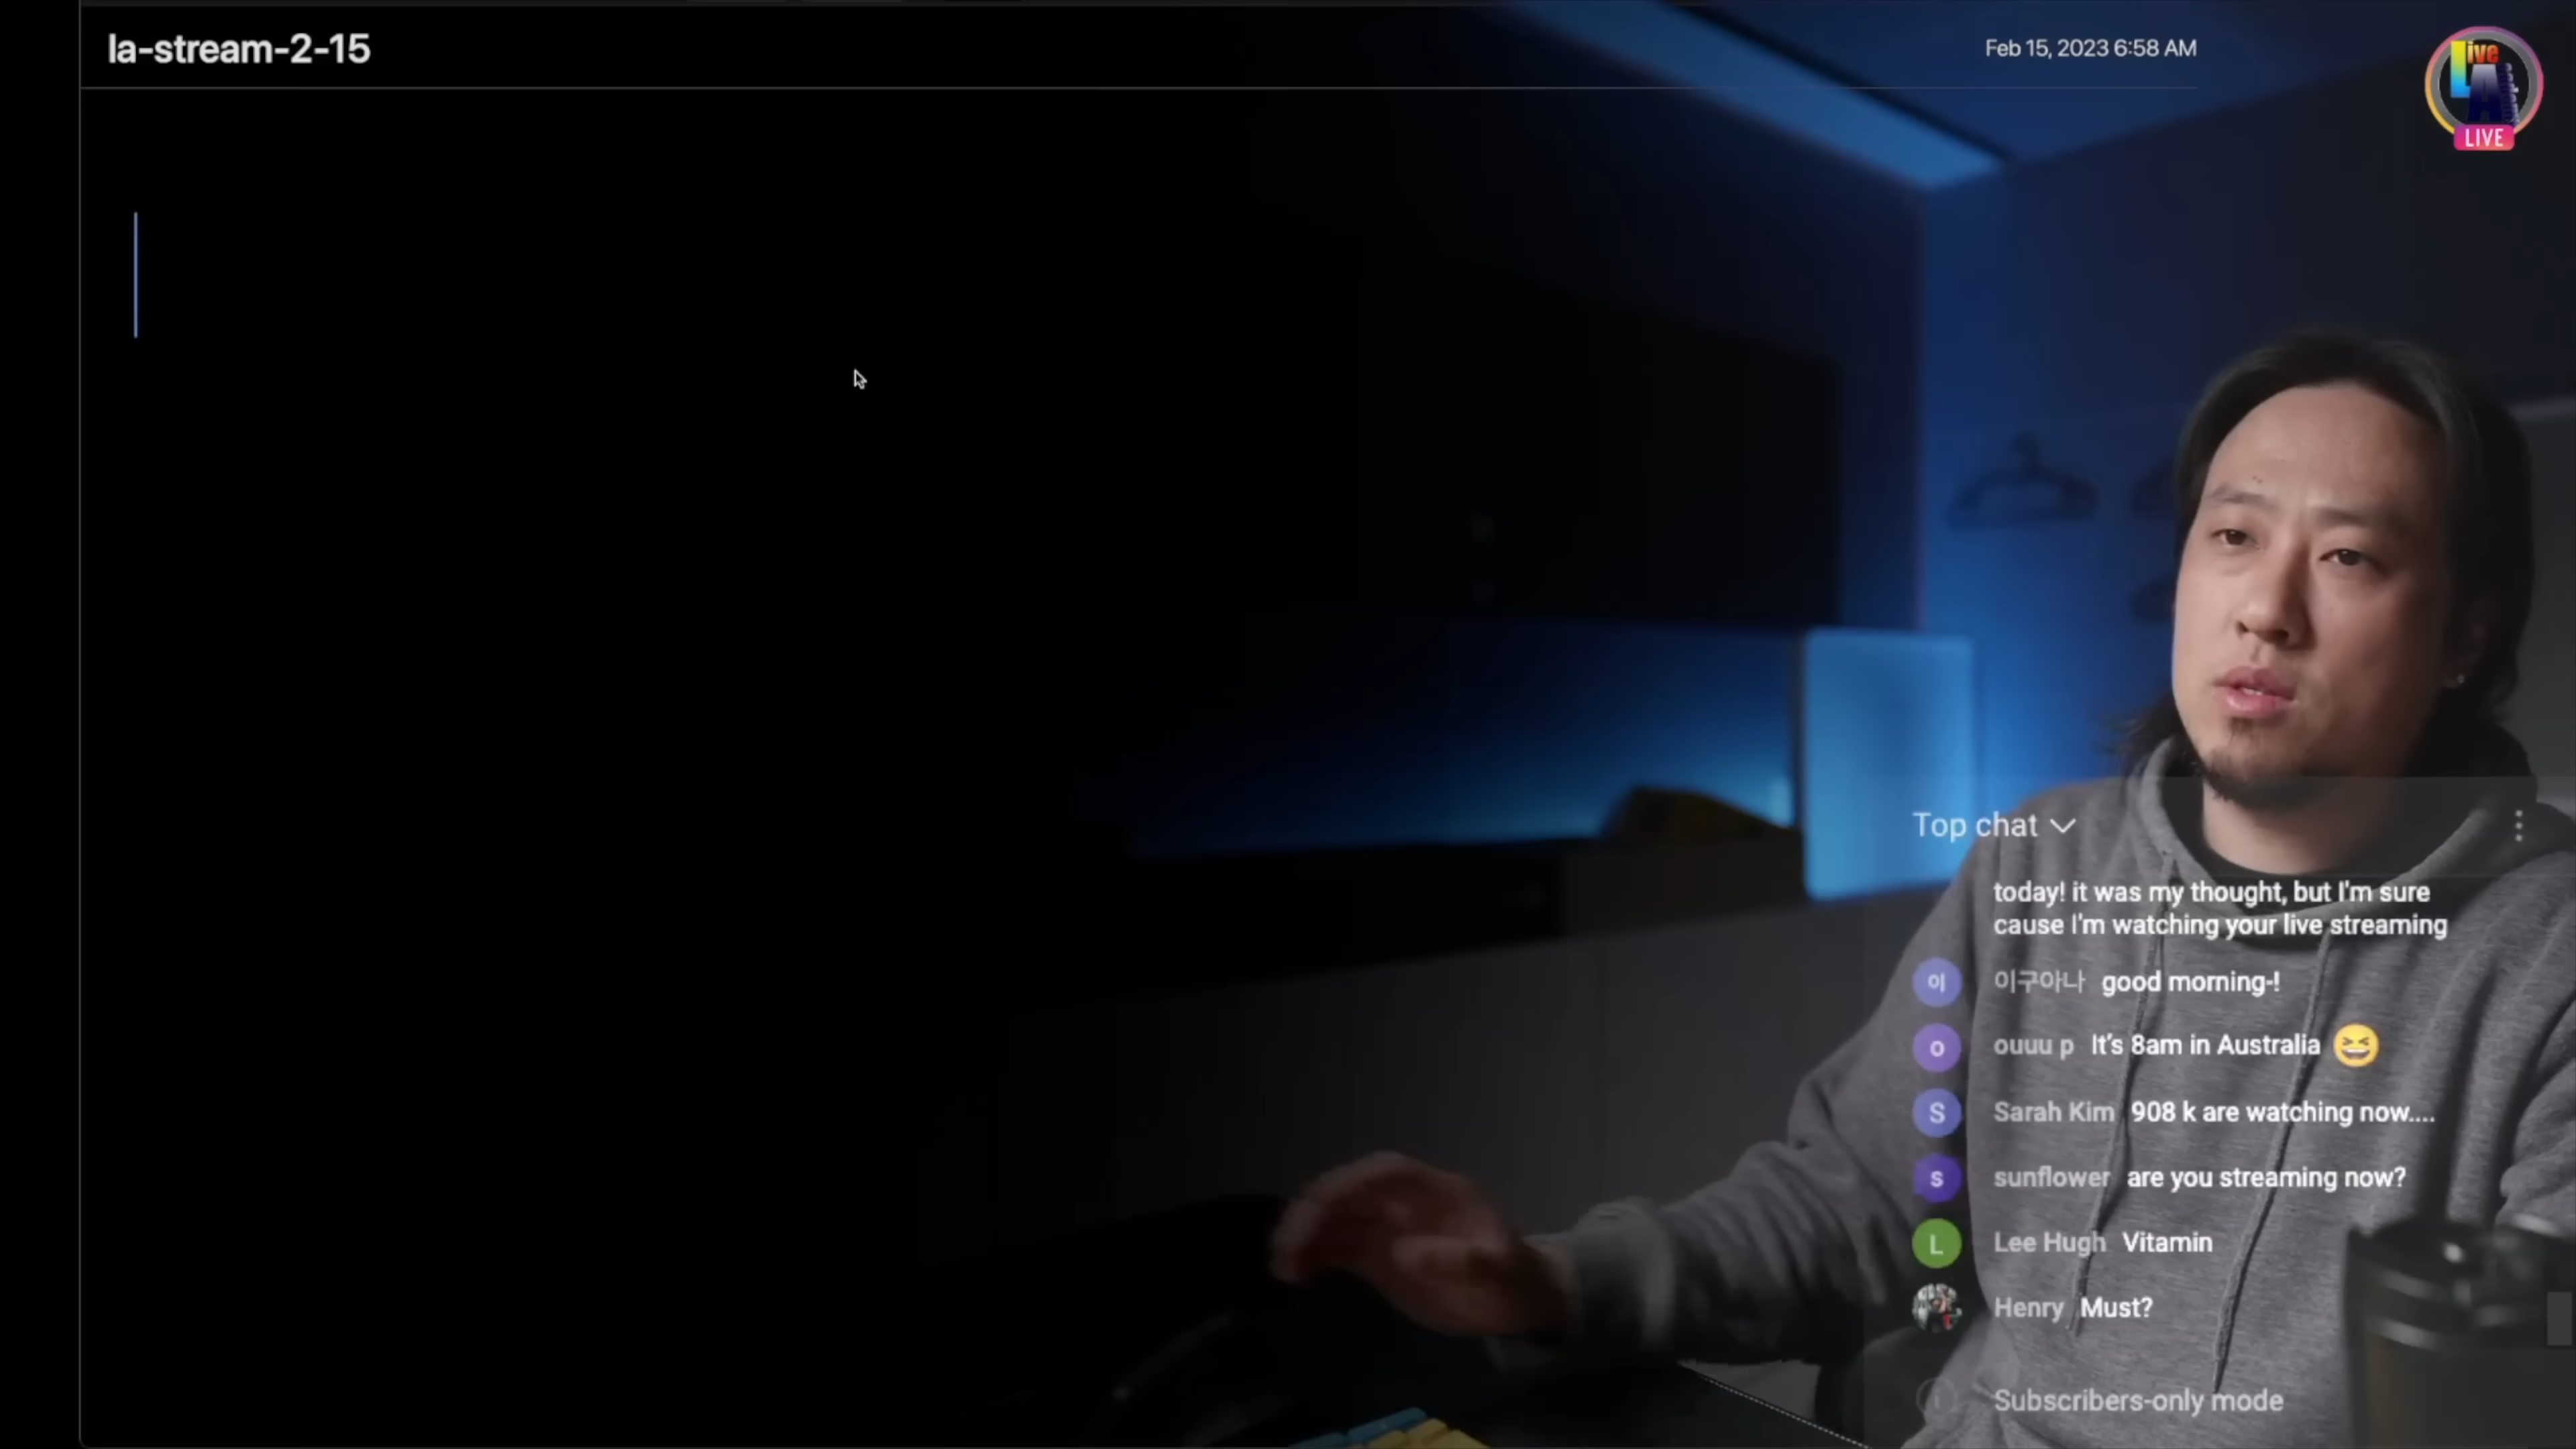 la-stream-2-15
Feb 15, 2023 6:58 AM
Live
LIVE
Top chat
today! it was my thought, but I'm sure
cause I'm watching your live streaming
이 이구아나 good morning-!
o ouuu p It's 8am in Australia 😆
S Sarah Kim 908 k are watching now....
s sunflower are you streaming now?
L Lee Hugh Vitamin
Henry Must?
Subscribers-only mode